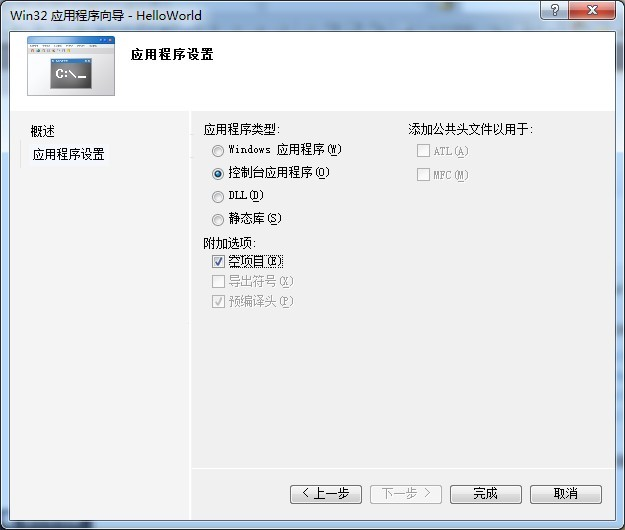 Win32 应用程序向导 - HelloWorld
C:\_
应用程序设置
概述
应用程序设置
应用程序类型:
Windows 应用程序(W)
控制台应用程序(O)
DLL(D)
静态库(S)
附加选项:
空项目(E)
导出符号(X)
预编译头(P)
添加公共头文件以用于:
ATL(A)
MFC(M)
< 上一步
下一步 >
完成
取消